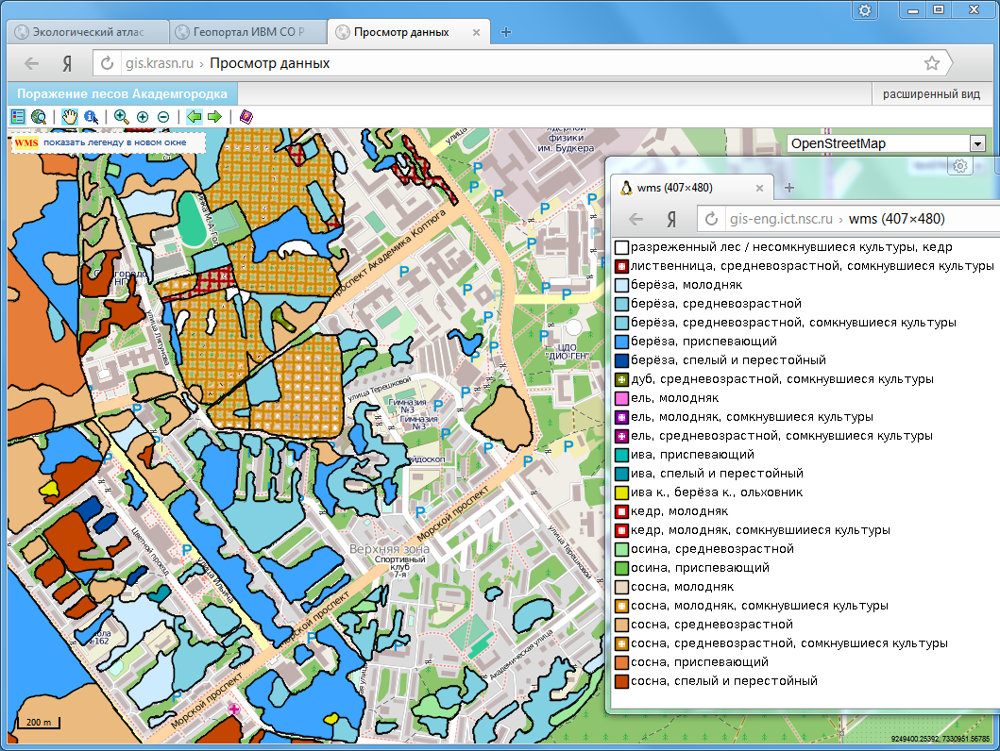 Экологический атлас
Геопортал ИВМ СО Р
Просмотр данных
Я
gis.krasn.ru › Просмотр данных
Поражение лесов Академгородка
расширенный вид
WMS показать легенду в новом окне
OpenStreetMap
ядерной
физики
им. Будкера
wms (407×480)
Я
gis-eng.ict.nsc.ru › wms (407×480)
разреженный лес / несомкнувшиеся культуры, кедр
лиственница, средневозрастной, сомкнувшиеся культуры
берёза, молодняк
берёза, средневозрастной
берёза, средневозрастной, сомкнувшиеся культуры
берёза, приспевающий
берёза, спелый и перестойный
дуб, средневозрастной, сомкнувшиеся культуры
ель, молодняк
ель, молодняк, сомкнувшиеся культуры
ель, средневозрастной, сомкнувшиеся культуры
ива, приспевающий
ива, спелый и перестойный
ива к., берёза к., ольховник
кедр, молодняк
кедр, молодняк, сомкнувшиеся культуры
осина, средневозрастной
осина, приспевающий
сосна, молодняк
сосна, молодняк, сомкнувшиеся культуры
сосна, средневозрастной
сосна, средневозрастной, сомкнувшиеся культуры
сосна, приспевающий
сосна, спелый и перестойный
проспект Академика Коптюга
улица Ляпунова
ЦДО
"ДИО-ГЕН"
улица Терешковой
Гимназия
№3
Гимназия
№3
Морской проспект
Верхняя зона
Спортивный
клуб
7-я
улица Терешковой
Цветной проезд
улица Ильича
Морской проспект
№162
Академическая улица
Морской проспект
200 m
9249400.25392, 7330951.56785